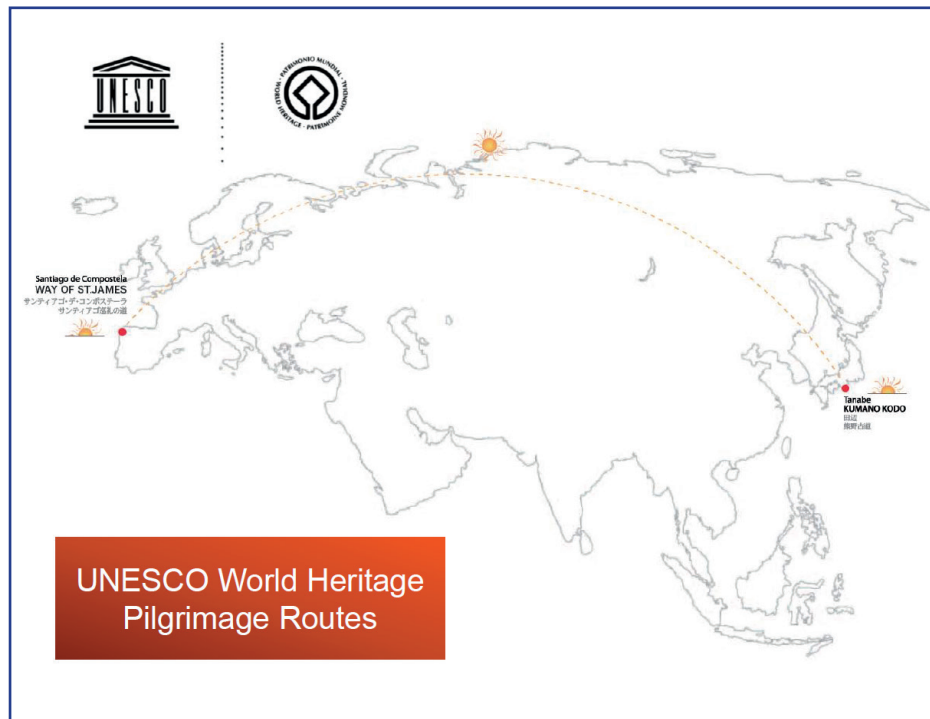 UNESCO
WORLD HERITAGE • PATRIMOINE MONDIAL • PATRIMONIO MUNDIAL •
Santiago de Compostela
WAY OF ST.JAMES
サンティアゴ・デ・コンポステーラ
サンティアゴ巡礼の道
Tanabe
KUMANO KODO
田辺
熊野古道
UNESCO World Heritage
Pilgrimage Routes